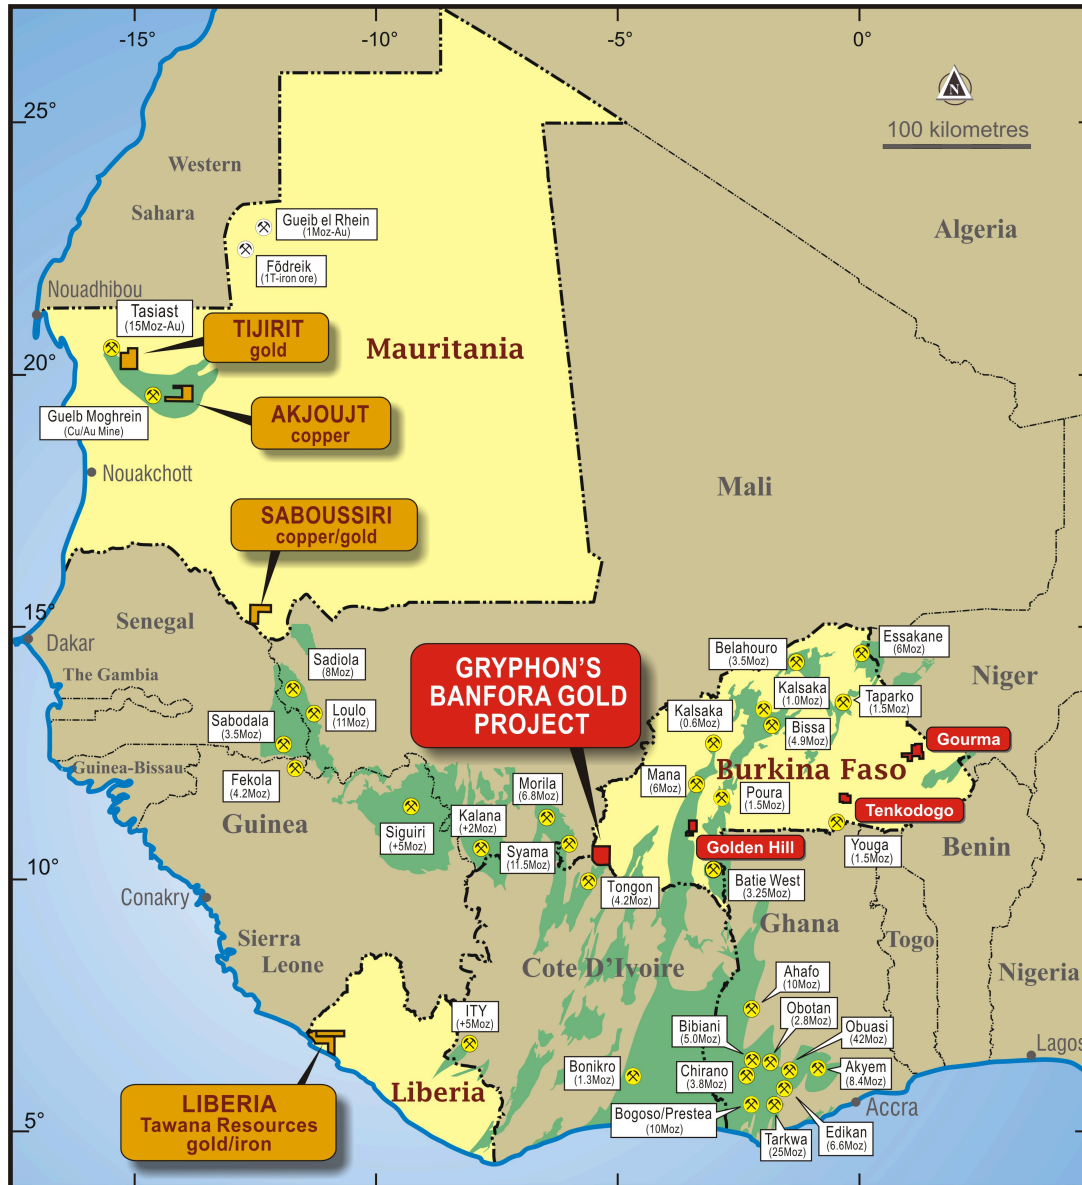 -15°
-10°
-5°
0°
25°
N
100 kilometres
Western
Sahara
Gueib el Rhein
(1Moz-Au)
Algeria
Fõdreik
(1T-iron ore)
Nouadhibou
Tasiast
(15Moz-Au)
TIJIRIT
gold
Mauritania
20°
AKJOUJT
copper
Guelb Moghrein
(Cu/Au Mine)
Nouakchott
Mali
SABOUSSIRI
copper/gold
15°
Senegal
Dakar
The Gambia
Sadiola
(8Moz)
GRYPHON'S
BANFORA GOLD
PROJECT
Belahouro
(3.5Moz)
Essakane
(6Moz)
Niger
Kalsaka
(1.0Moz)
Taparko
(1.5Moz)
Loulo
(11Moz)
Kalsaka
(0.6Moz)
Sabodala
(3.5Moz)
Bissa
(4.9Moz)
Gourma
Guinea-Bissau
Fekola
(4.2Moz)
Burkina Faso
Mana
(6Moz)
Morila
(6.8Moz)
Poura
(1.5Moz)
Tenkodogo
Guinea
Siguiri
(+5Moz)
Kalana
(+2Moz)
Syama
(11.5Moz)
Golden Hill
Youga
(1.5Moz)
Benin
10°
Tongon
(4.2Moz)
Batie West
(3.25Moz)
Conakry
Ghana
Sierra
Leone
Togo
Cote D'Ivoire
Nigeria
Ahafo
(10Moz)
ITY
(+5Moz)
Obotan
(2.8Moz)
Bibiani
(5.0Moz)
Obuasi
(42Moz)
Lagos
Bonikro
(1.3Moz)
Chirano
(3.8Moz)
Akyem
(8.4Moz)
Liberia
LIBERIA
Tawana Resources
gold/iron
Bogoso/Prestea
(10Moz)
Accra
5°
Tarkwa
(25Moz)
Edikan
(6.6Moz)